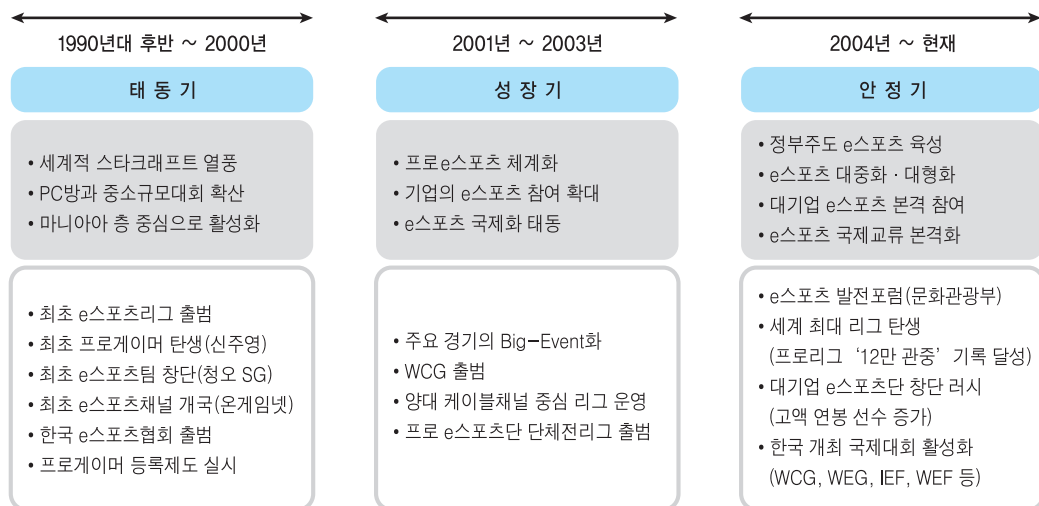 1990년대 후반 ~ 2000년
태 동 기
• 세계적 스타크래프트 열풍
• PC방과 중소규모대회 확산
• 마니아아 층 중심으로 활성화
• 최초 e스포츠리그 출범
• 최초 프로게이머 탄생(신주영)
• 최초 e스포츠팀 창단(청오 SG)
• 최초 e스포츠채널 개국(온게임넷)
• 한국 e스포츠협회 출범
• 프로게이머 등록제도 실시
2001년 ~ 2003년
성 장 기
• 프로e스포츠 체계화
• 기업의 e스포츠 참여 확대
• e스포츠 국제화 태동
• 주요 경기의 Big-Event화
• WCG 출범
• 양대 케이블채널 중심 리그 운영
• 프로 e스포츠단 단체전리그 출범
2004년 ~ 현재
안 정 기
• 정부주도 e스포츠 육성
• e스포츠 대중화 · 대형화
• 대기업 e스포츠 본격 참여
• e스포츠 국제교류 본격화
• e스포츠 발전포럼(문화관광부)
• 세계 최대 리그 탄생
(프로리그 ‘12만 관중’ 기록 달성)
• 대기업 e스포츠단 창단 러시
(고액 연봉 선수 증가)
• 한국 개최 국제대회 활성화
(WCG, WEG, IEF, WEF 등)